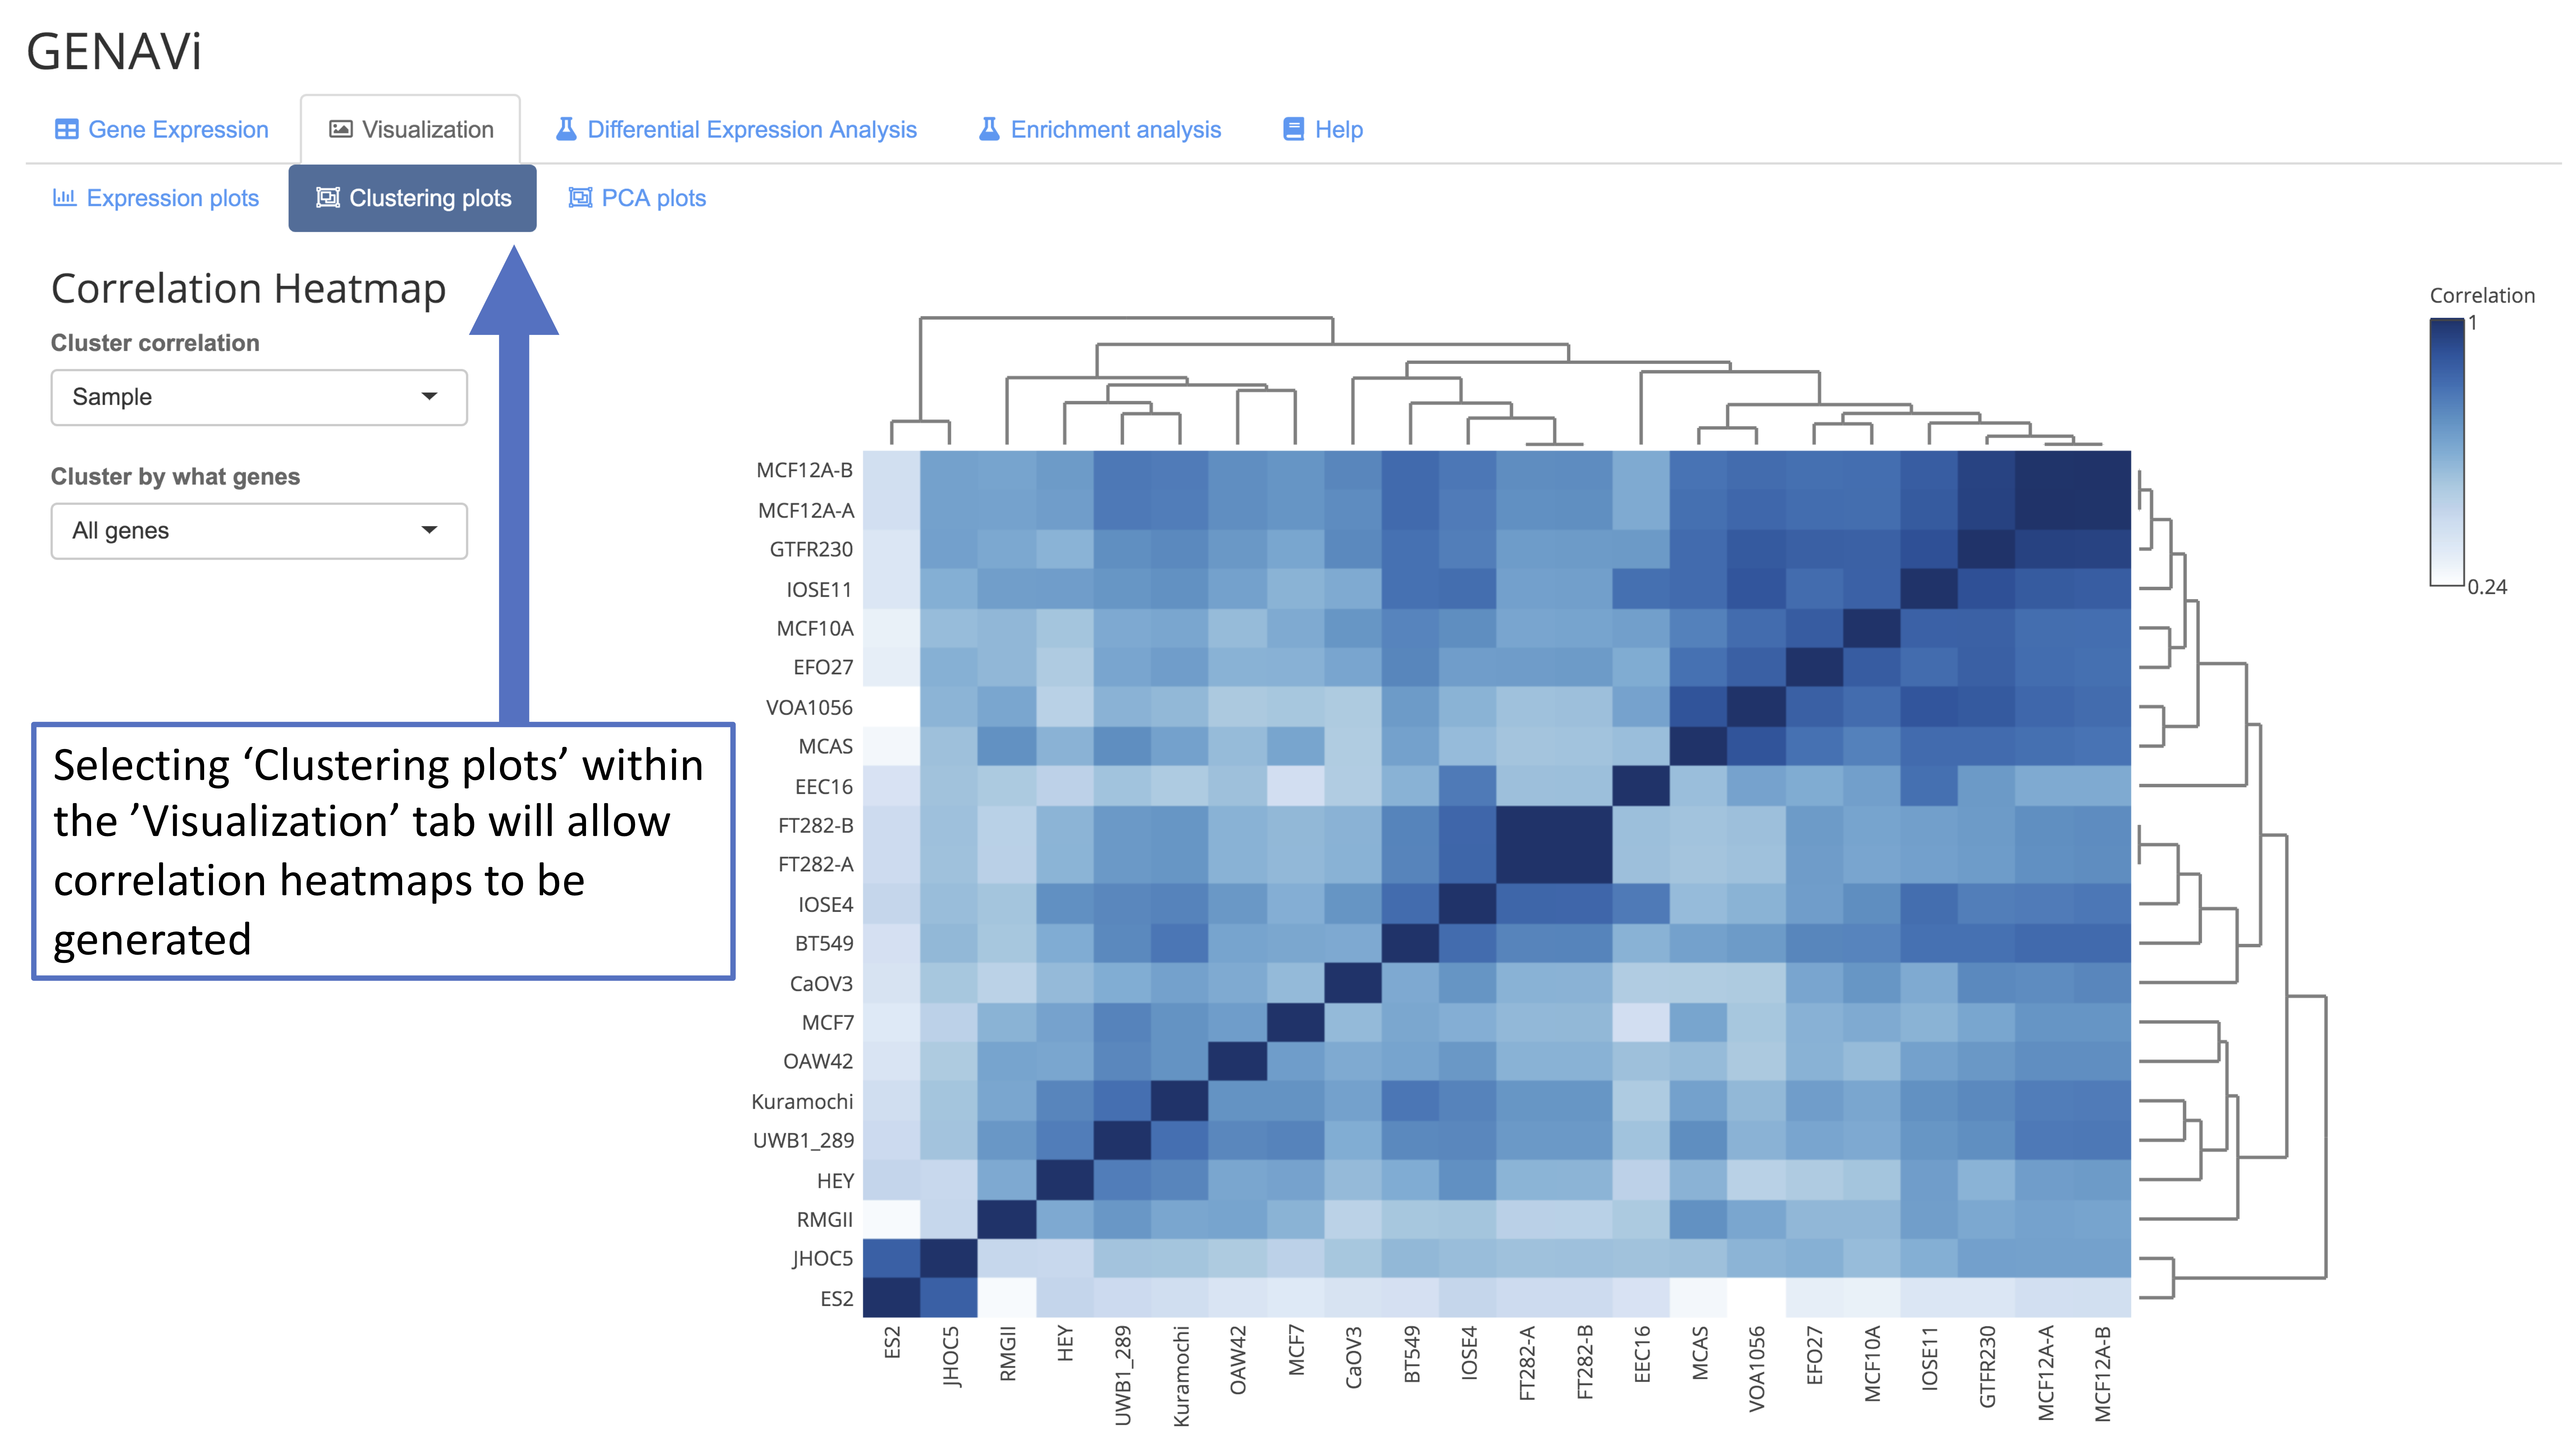 GENAVi
Gene Expression
Visualization
Differential Expression Analysis
Enrichment analysis
Help
Expression plots
Clustering plots
PCA plots
Correlation Heatmap
Cluster correlation
Sample
Cluster by what genes
All genes
Selecting ‘Clustering plots’ within
the ’Visualization’ tab will allow
correlation heatmaps to be
generated
Correlation
1
0.24
MCF12A-B
MCF12A-A
GTFR230
IOSE11
MCF10A
EFO27
VOA1056
MCAS
EEC16
FT282-B
FT282-A
IOSE4
BT549
CaOV3
MCF7
OAW42
Kuramochi
UWB1_289
HEY
RMGII
JHOC5
ES2
ES2
JHOC5
RMGII
HEY
UWB1_289
Kuramochi
OAW42
MCF7
CaOV3
BT549
IOSE4
FT282-A
FT282-B
EEC16
MCAS
VOA1056
EFO27
MCF10A
IOSE11
GTFR230
MCF12A-A
MCF12A-B